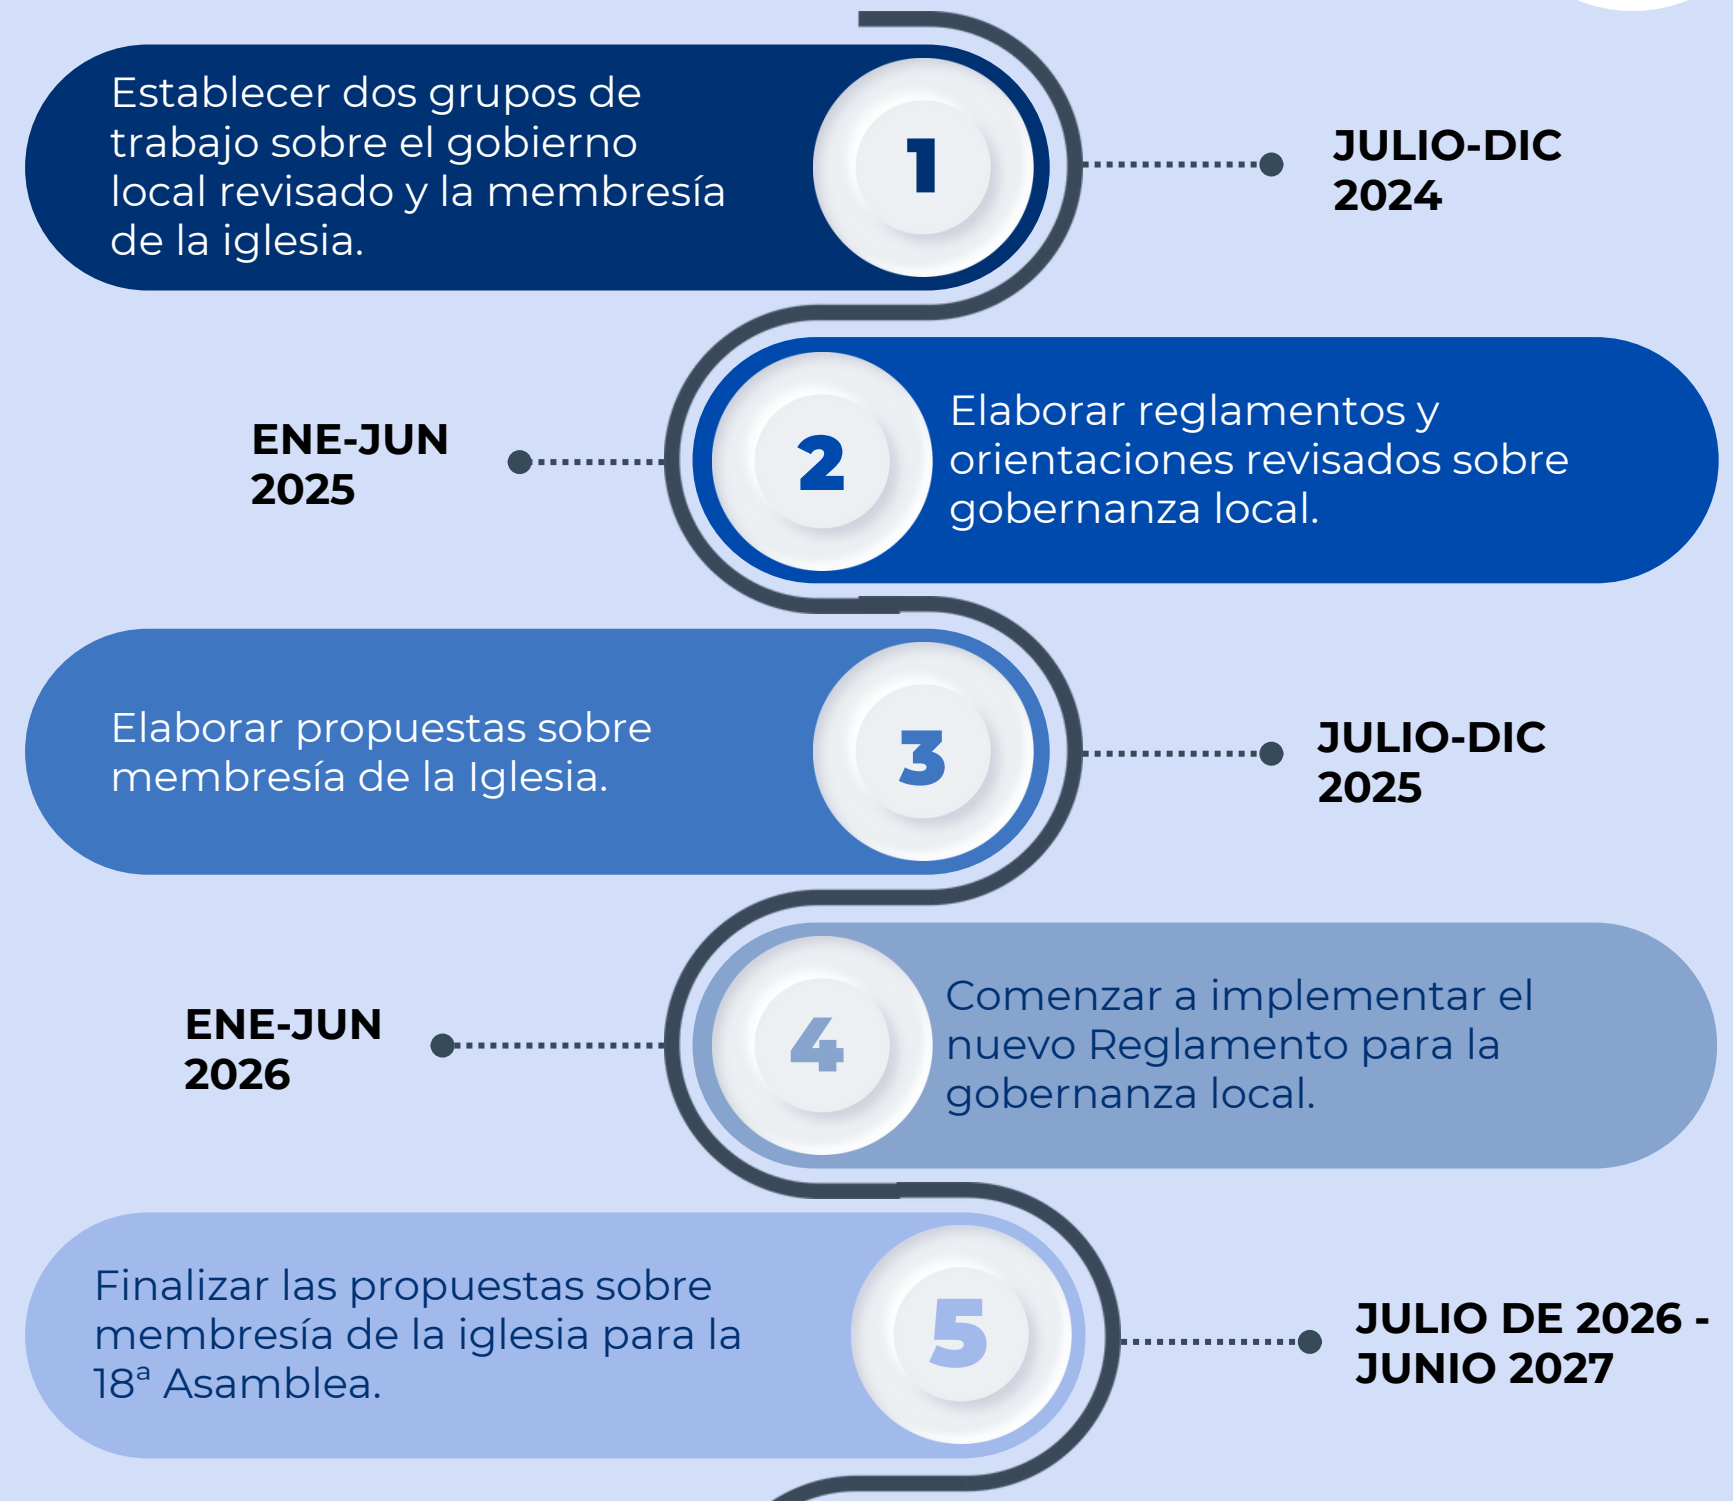 Establecer dos grupos de
trabajo sobre el gobierno
local revisado y la membresía
de la iglesia.
1
JULIO-DIC
2024
ENE-JUN
2025
2
Elaborar reglamentos y
orientaciones revisados sobre
gobernanza local.
Elaborar propuestas sobre
membresía de la Iglesia.
3
JULIO-DIC
2025
ENE-JUN
2026
4
Comenzar a implementar el
nuevo Reglamento para la
gobernanza local.
Finalizar las propuestas sobre
membresía de la iglesia para la
18ª Asamblea.
5
JULIO DE 2026 -
JUNIO 2027